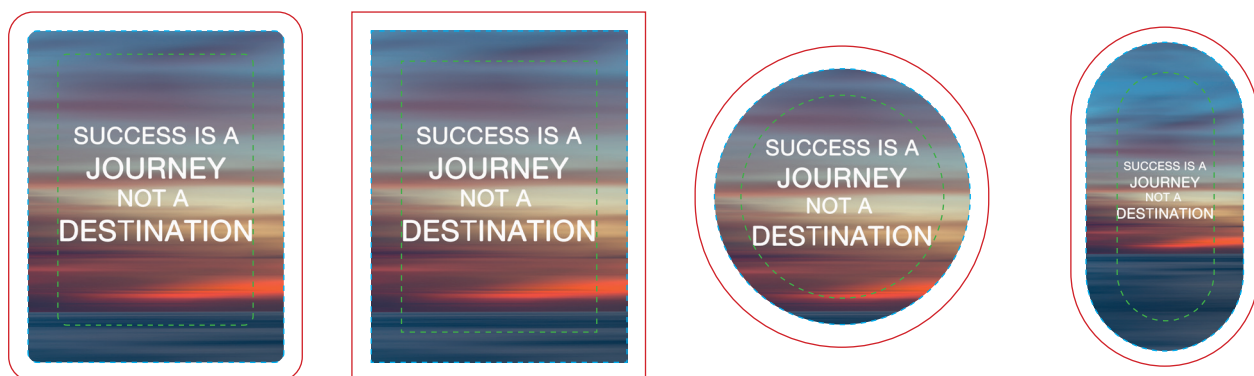 SUCCESS IS A
JOURNEY
NOT A
DESTINATION
SUCCESS IS A
JOURNEY
NOT A
DESTINATION
SUCCESS IS A
JOURNEY
NOT A
DESTINATION
SUCCESS IS A
JOURNEY
NOT A
DESTINATION